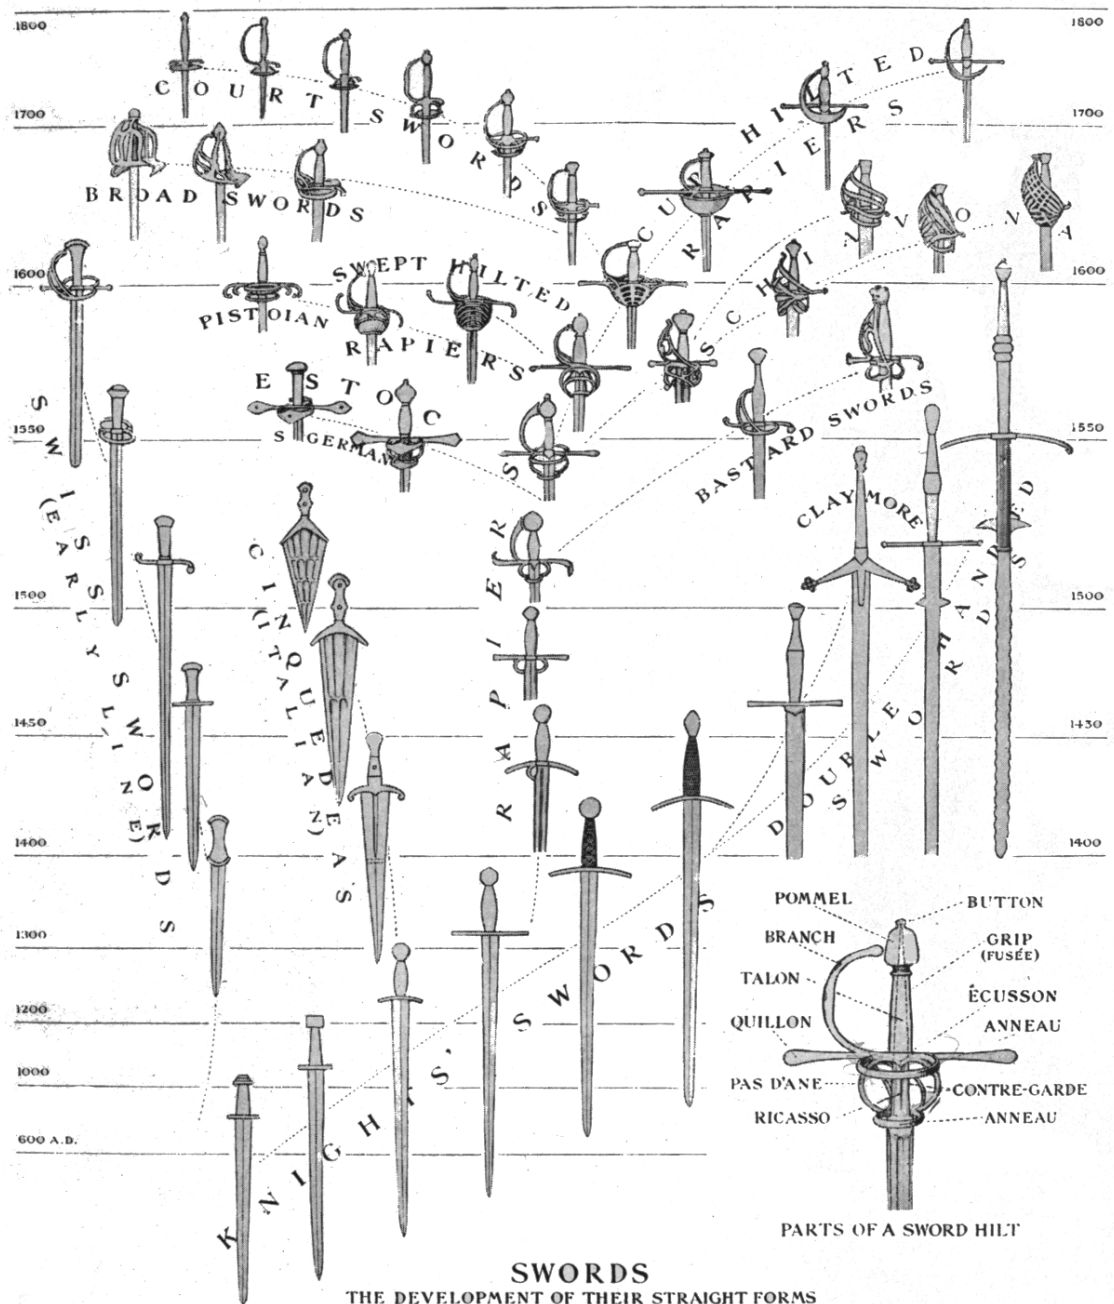 1800
1800
COURT SWORDS
CUP HILTED
RAPIERS
1700
1700
BROAD SWORDS
SCHIAVONA
1600
1600
SWEPT HILTED
RAPIERS
PISTOIAN
ESTOCS
GERMAN
BASTARD SWORDS
1550
1550
SWISS SWORDS
(EARLY SLINE)
CLAYMORE
CINQUEDEAS
(ITALIAN)
RAPIER
DOUBLE HANDED
SWORDS
1500
1500
1450
1430
1400
1400
1300
1200
1000
600 A.D.
KNIGHTS' SWORDS
POMMEL
BUTTON
BRANCH
GRIP
(FUSÉE)
TALON
ÉCUSSON
QUILLON
ANNEAU
PAS D'ANE
CONTRE-GARDE
RICASSO
ANNEAU
PARTS OF A SWORD HILT
SWORDS
THE DEVELOPMENT OF THEIR STRAIGHT FORMS